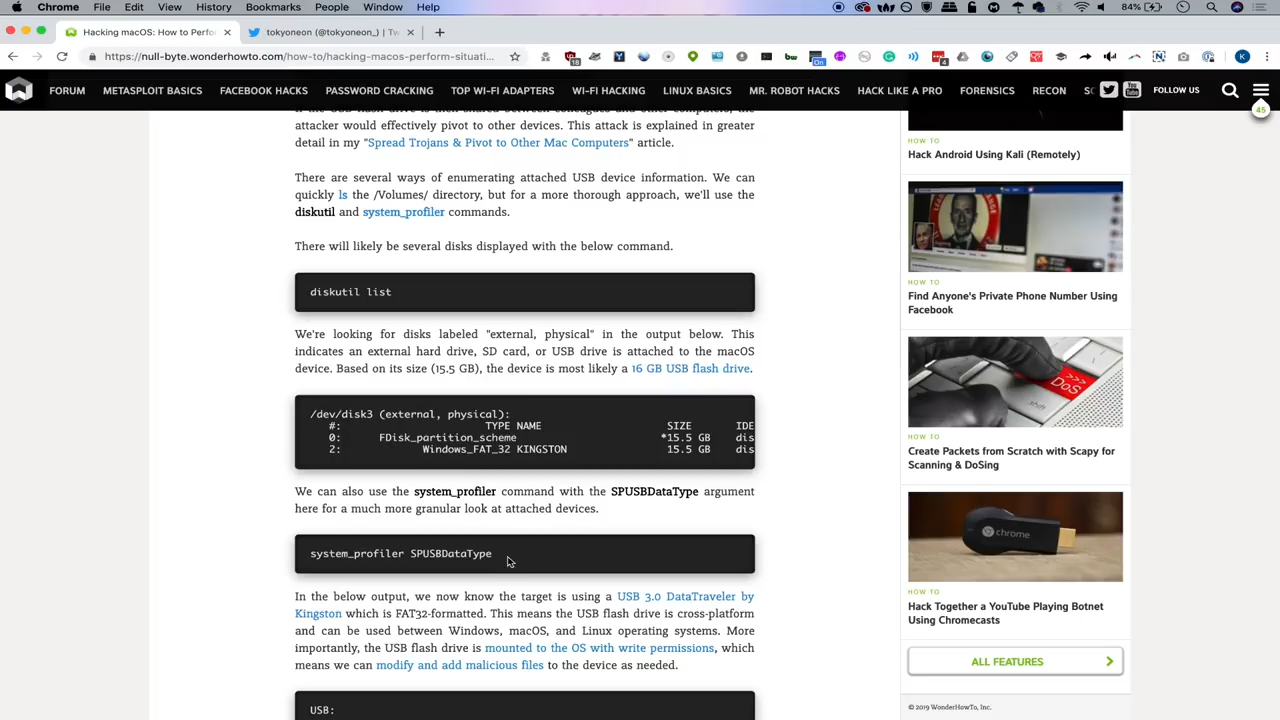 Chrome File Edit View History Bookmarks People Window Help
84%
Hacking macOS: How to Perfo
tokyoneon (@tokyoneon_) | Tw
https://null-byte.wonderhowto.com/how-to/hacking-macos-perform-situati...
18
On
4
K
FORUM METASPLOIT BASICS FACEBOOK HACKS PASSWORD CRACKING TOP WI-FI ADAPTERS WI-FI HACKING LINUX BASICS MR. ROBOT HACKS HACK LIKE A PRO FORENSICS RECON FOLLOW US
45
attacker would effectively pivot to other devices. This attack is explained in greater
detail in my "Spread Trojans & Pivot to Other Mac Computers" article.
There are several ways of enumerating attached USB device information. We can
quickly ls the /Volumes/ directory, but for a more thorough approach, we'll use the
diskutil and system_profiler commands.
There will likely be several disks displayed with the below command.
diskutil list
We're looking for disks labeled "external, physical" in the output below. This
indicates an external hard drive, SD card, or USB drive is attached to the macOS
device. Based on its size (15.5 GB), the device is most likely a 16 GB USB flash drive.
/dev/disk3 (external, physical):
#: TYPE NAME SIZE IDE
0: FDisk_partition_scheme *15.5 GB dis
2: Windows_FAT_32 KINGSTON 15.5 GB dis
We can also use the system_profiler command with the SPUSBDataType argument
here for a much more granular look at attached devices.
system_profiler SPUSBDataType
In the below output, we now know the target is using a USB 3.0 DataTraveler by
Kingston which is FAT32-formatted. This means the USB flash drive is cross-platform
and can be used between Windows, macOS, and Linux operating systems. More
importantly, the USB flash drive is mounted to the OS with write permissions, which
means we can modify and add malicious files to the device as needed.
USB:
HOW TO
Hack Android Using Kali (Remotely)
HOW TO
Find Anyone's Private Phone Number Using
Facebook
>>>
DoS
HOW TO
Create Packets from Scratch with Scapy for
Scanning & DoSing
chrome
HOW TO
Hack Together a YouTube Playing Botnet
Using Chromecasts
ALL FEATURES
© 2019 WonderHowTo, Inc.